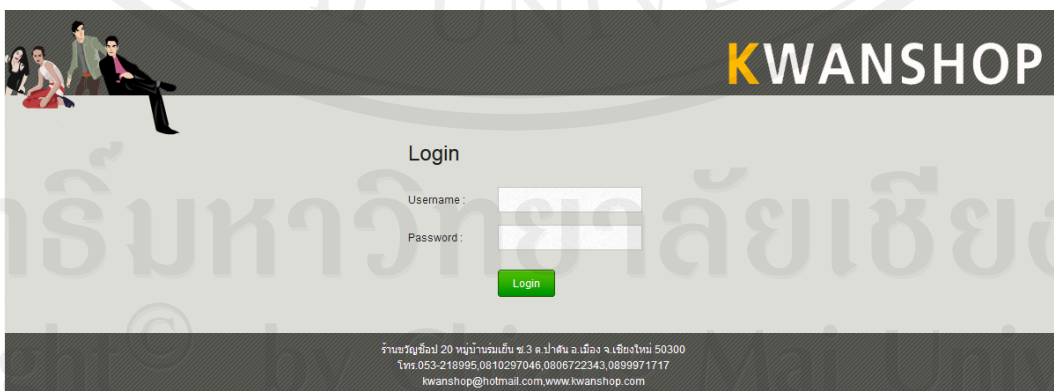 KWANSHOP
Login
Username :
Password :
Login
ร้านขวัญช็อป 20 หมู่บ้านร่มเย็น ซ.3 ต.ป่าตัน อ.เมือง จ.เชียงใหม่ 50300
โทร.053-218995,0810297046,0806722343,0899971717
kwanshop@hotmail.com,www.kwanshop.com